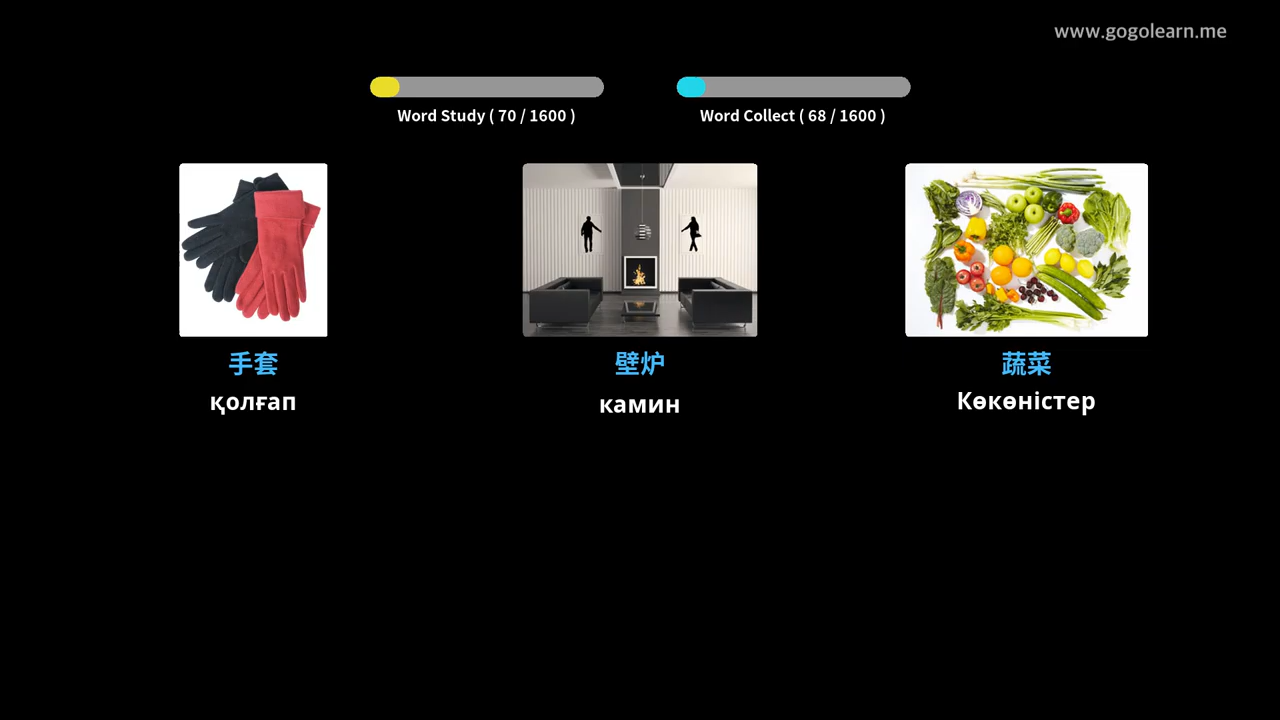 www.gogolearn.me
Word Study ( 70 / 1600 )
Word Collect ( 68 / 1600 )
手套
壁炉
蔬菜
қолғап
камин
Көкөністер